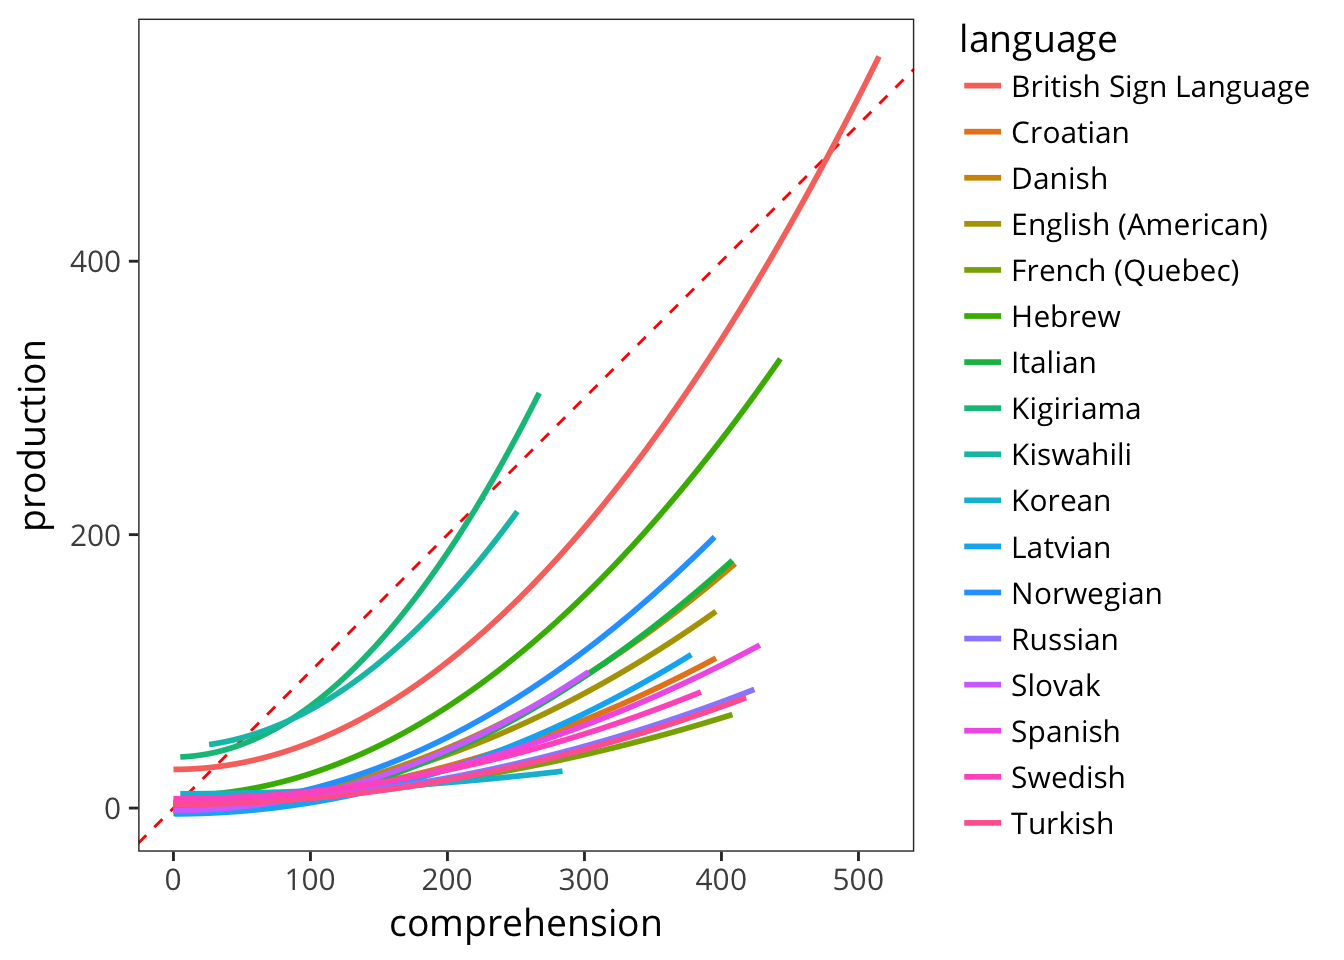 language
British Sign Language
Croatian
Danish
English (American)
French (Quebec)
Hebrew
Italian
Kigiriama
Kiswahili
Korean
Latvian
Norwegian
Russian
Slovak
Spanish
Swedish
Turkish
production
400
200
0
0 100 200 300 400 500
comprehension